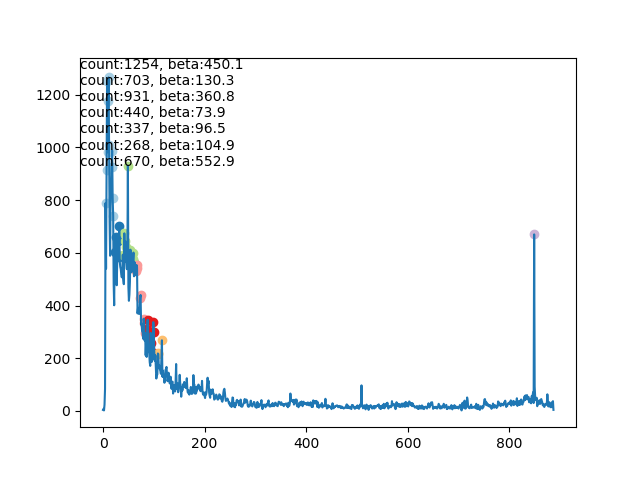 count:1254, beta:450.1
count:703, beta:130.3
count:931, beta:360.8
count:440, beta:73.9
count:337, beta:96.5
count:268, beta:104.9
count:670, beta:552.9
1200
1000
800
600
400
200
0
0 200 400 600 800